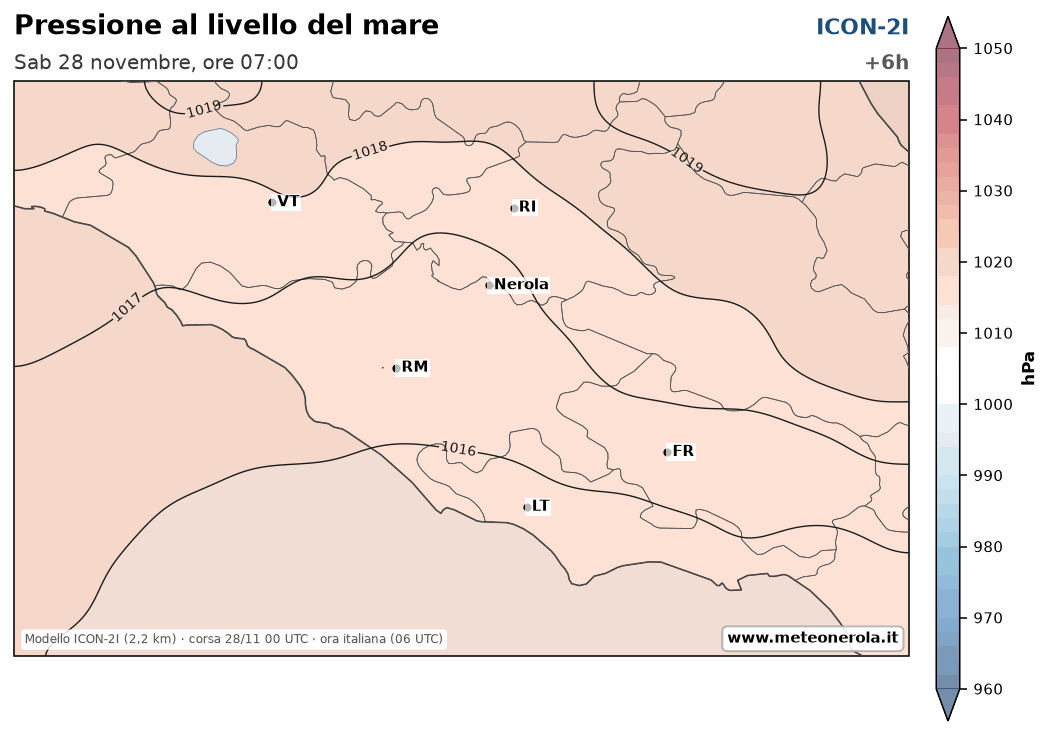 Pressione al livello del mare
ICON-2I
Sab 28 novembre, ore 07:00
+6h
1019
1018
1019
1017
1016
VT
RI
Nerola
RM
FR
LT
Modello ICON-2I (2,2 km) · corsa 28/11 00 UTC · ora italiana (06 UTC)
www.meteonerola.it
1050
1040
1030
1020
1010
1000
990
980
970
960
hPa